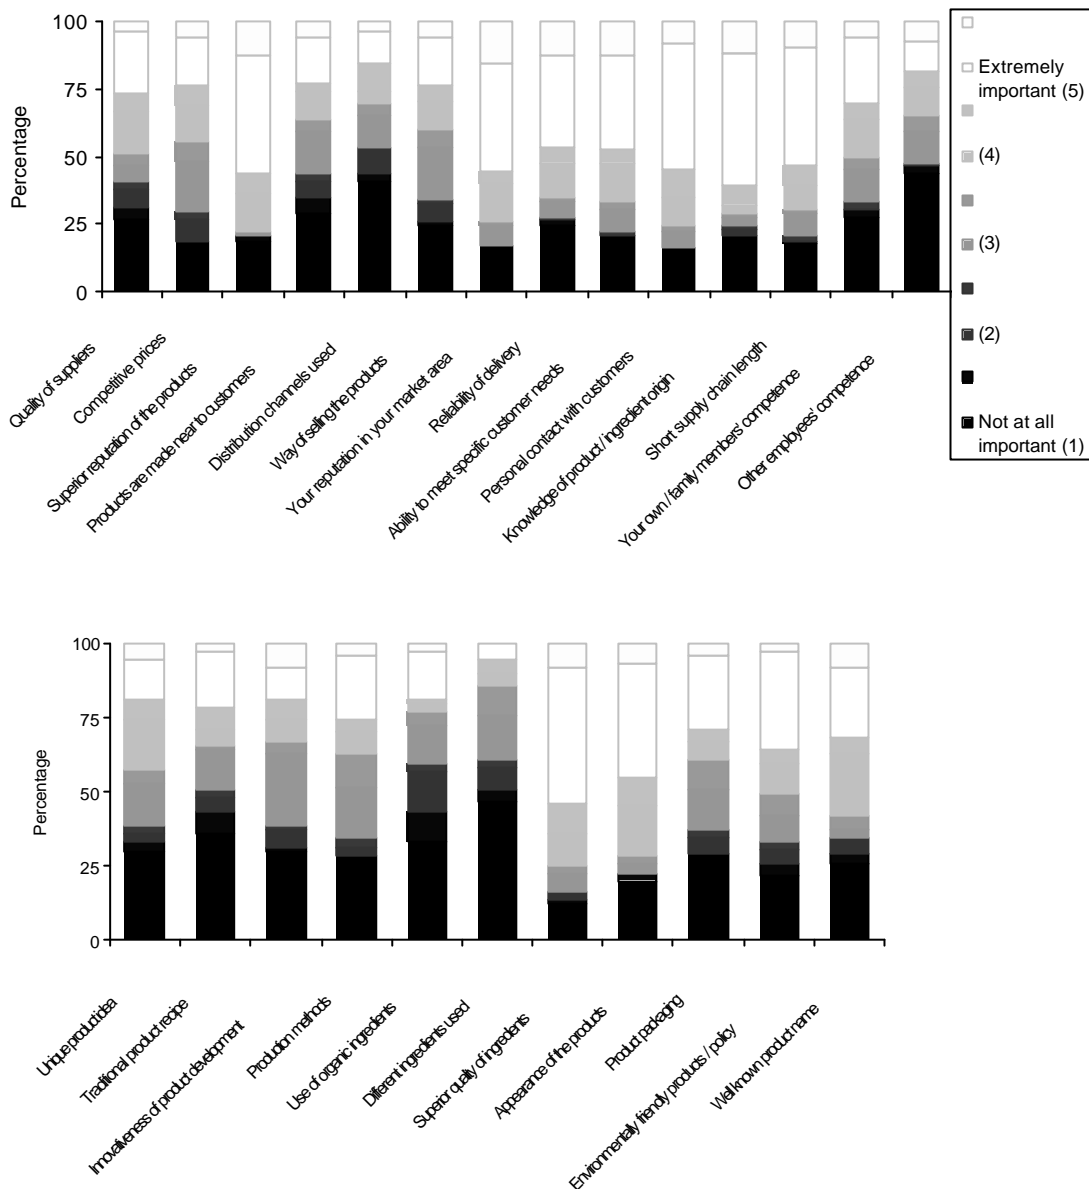 100
75
50
25
0
Percentage
Quality of suppliers
Competitive prices
Superior reputation of the products
Products are made near to customers
Distribution channels used
Way of selling the products
Your reputation in your market area
Reliability of delivery
Ability to meet specific customer needs
Personal contact with customers
Knowledge of product / ingredient origin
Short supply chain length
Your own / family members' competence
Other employees' competence
Extremely
important (5)
(4)
(3)
(2)
Not at all
important (1)
100
75
50
25
0
Percentage
Unique product idea
Traditional product recipe
Innovativeness of product development
Production methods
Use of organic ingredients
Different ingredients used
Superior quality of ingredients
Appearance of the products
Product packaging
Environmentally friendly products / policy
Well known product name